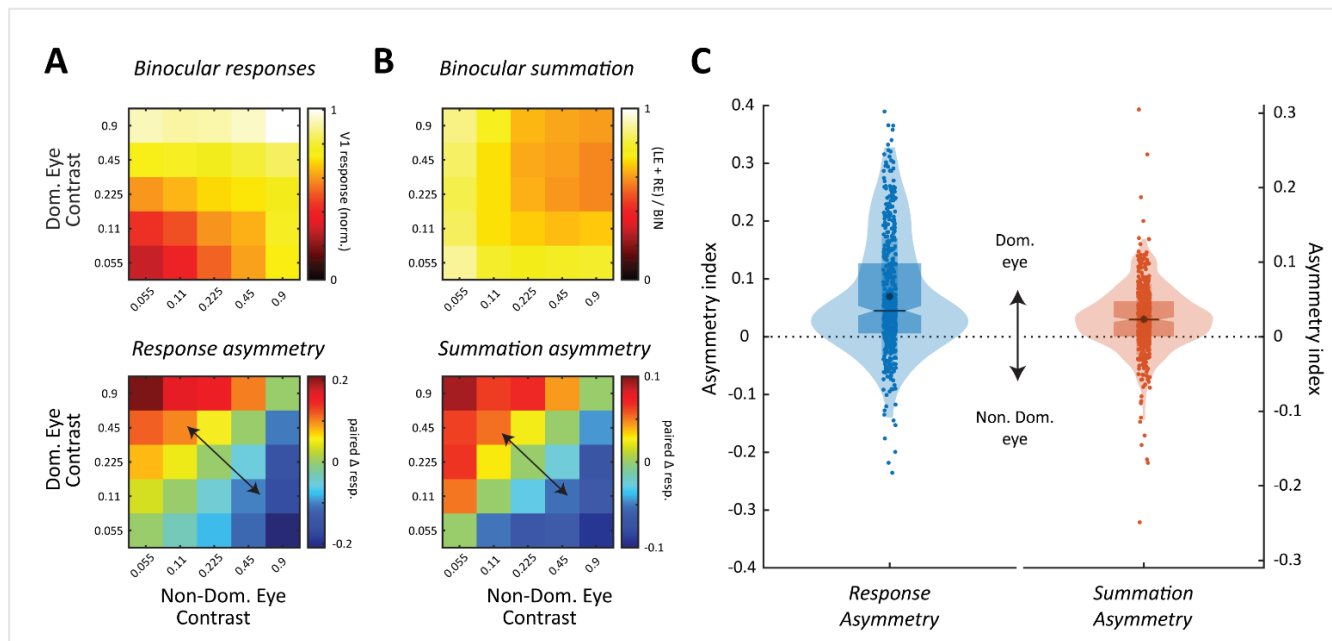 A
Binocular responses
Dom. Eye
Contrast
0.9
0.45
0.225
0.11
0.055
0.055
0.11
0.225
0.45
0.9
1
V1 response (norm.)
0
Response asymmetry
Dom. Eye
Contrast
0.9
0.45
0.225
0.11
0.055
0.055
0.11
0.225
0.45
0.9
0.2
0
-0.2
paired Δ resp.
Non-Dom. Eye
Contrast
B
Binocular summation
0.9
0.45
0.225
0.11
0.055
0.055
0.11
0.225
0.45
0.9
1
(LE + RE) / BIN
0
Summation asymmetry
0.9
0.45
0.225
0.11
0.055
0.055
0.11
0.225
0.45
0.9
0.1
0
-0.1
paired Δ resp.
Non-Dom. Eye
Contrast
C
Asymmetry index
0.4
0.3
0.2
0.1
0
-0.1
-0.2
-0.3
-0.4
Dom.
eye
Non. Dom.
eye
0.3
0.2
0.1
0
-0.1
-0.2
-0.3
Asymmetry index
Response
Asymmetry
Summation
Asymmetry